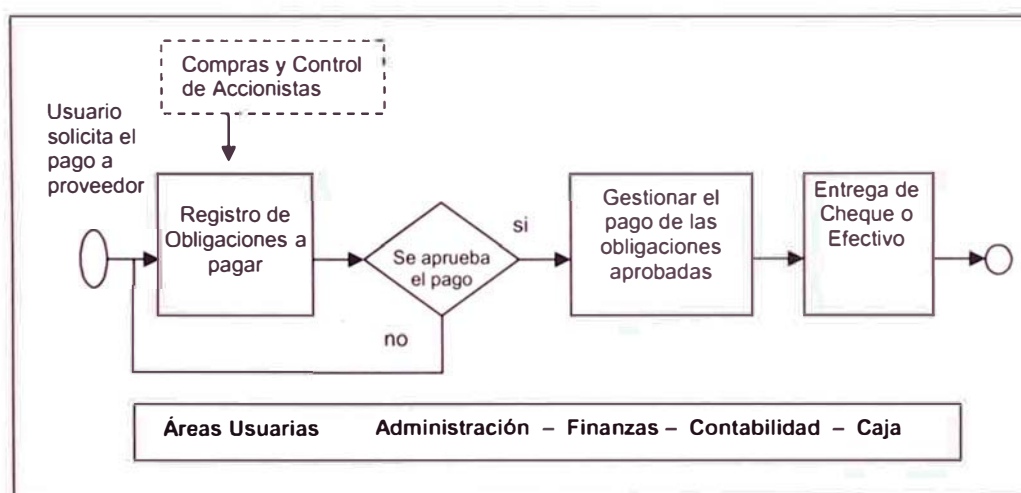 Compras y Control
de Accionistas
Usuario
solicita el
pago a
proveedor
Registro de
Obligaciones a
pagar
Se aprueba
el pago
si
no
Gestionar el
pago de las
obligaciones
aprobadas
Entrega de
Cheque o
Efectivo
Áreas Usuarias Administración – Finanzas – Contabilidad – Caja